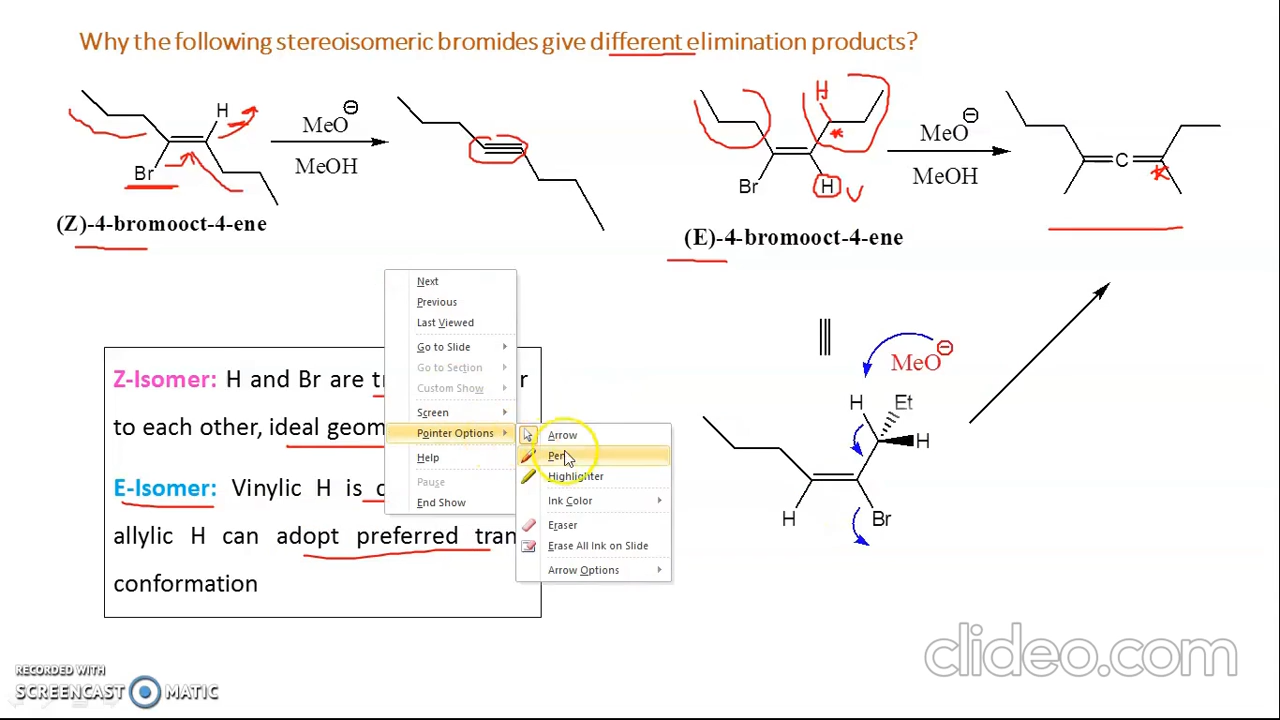 Why the following stereoisomeric bromides give different elimination products?
H
MeO
⊖
MeOH
Br
(Z)-4-bromooct-4-ene
H
*
MeO
⊖
MeOH
Br
H
V
(E)-4-bromooct-4-ene
C
*
MeO
⊖
H
Et
H
H
Br
Z-Isomer: H and Br are
to each other, ideal
E-Isomer: Vinylic H is
allylic H can adopt preferred
conformation
Next
Previous
Last Viewed
Go to Slide
Go to Section
Custom Show
Screen
Pointer Options
Help
Pause
End Show
Arrow
Pen
Highlighter
Ink Color
Eraser
Erase All Ink on Slide
Arrow Options
clideo.com
RECORDED WITH
SCREENCAST MATIC